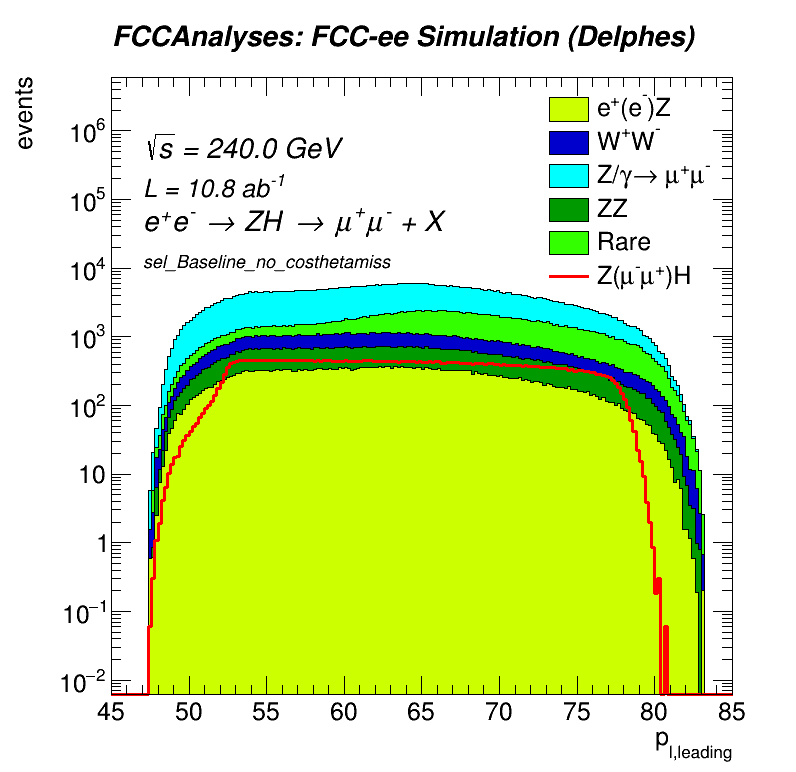 FCCAnalyses: FCC-ee Simulation (Delphes)
events
√s = 240.0 GeV
L = 10.8 ab⁻¹
e⁺e⁻ → ZH → μ⁺μ⁻ + X
sel_Baseline_no_costhetamiss
e⁺(e⁻)Z
W⁺W⁻
Z/γ→ μ⁺μ⁻
ZZ
Rare
Z(μ⁻μ⁺)H
10⁶
10⁵
10⁴
10³
10²
10
1
10⁻¹
10⁻²
45 50 55 60 65 70 75 80 85
p_l,leading